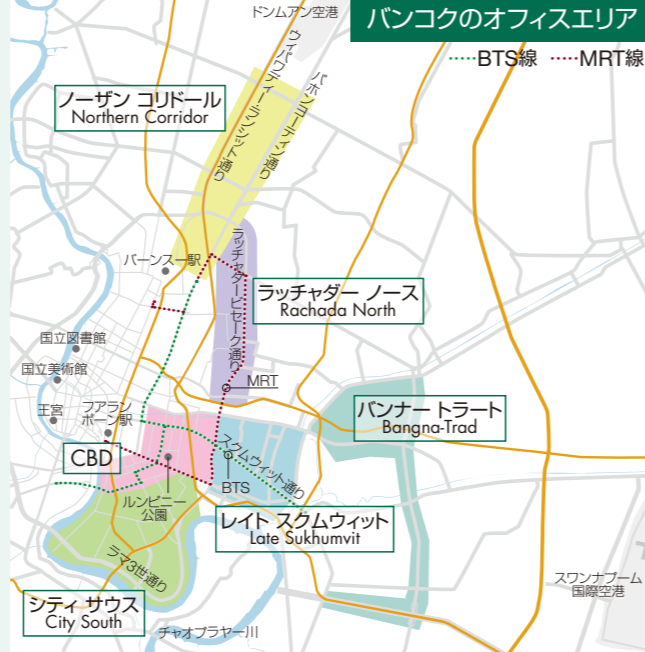 バンコクのオフィスエリア
BTS線 MRT線
ドンムアン空港
ウィパワディーランシット通り
パホンヨーティン通り
ノーザン コリドール
Northern Corridor
バーンスー駅
ラッチャダーピセーク通り
ラッチャダー ノース
Rachada North
国立図書館
国立美術館
MRT
王宮
フアラン
ポーン駅
バンナー トラート
Bangna-Trad
CBD
スクムウィット通り
BTS
ルンピニー
公園
レイト スクムウィット
Late Sukhumvit
ラマ3世通り
スワンナプーム
国際空港
シティ サウス
City South
チャオプラヤー川